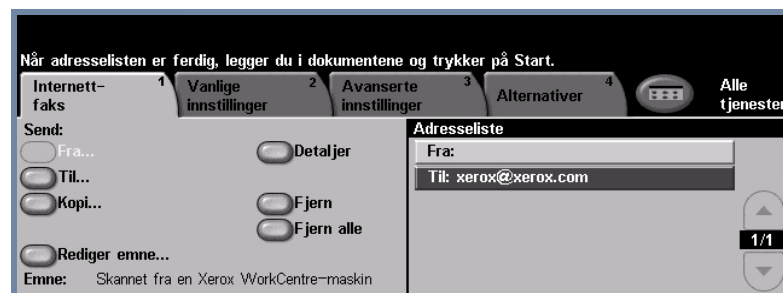 Når adresselisten er ferdig, legger du i dokumentene og trykker på Start.
Internett-
faks
1
Vanlige
innstillinger
2
Avanserte
innstillinger
3
Alternativer
4
Alle
tjenester
Send:
Fra...
Detaljer
Til...
Kopi...
Fjern
Fjern alle
Rediger emne...
Emne: Skannet fra en Xerox WorkCentre-maskin
Adresseliste
Fra:
Til: xerox@xerox.com
1/1